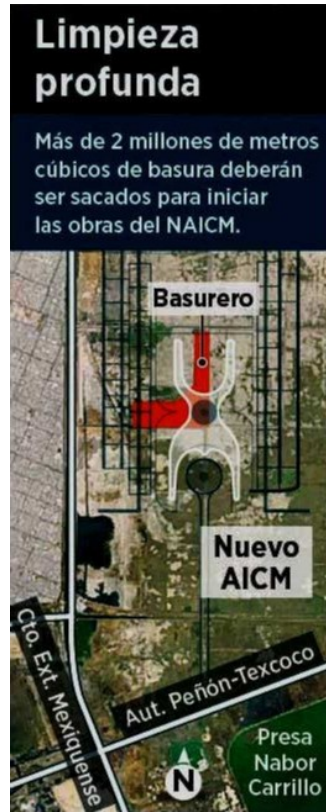 Limpieza
profunda
Más de 2 millones de metros
cúbicos de basura deberán
ser sacados para iniciar
las obras del NAICM.
Basurero
Nuevo
AICM
Cto. Ext. Mexiquense
Aut. Peñón-Texcoco
Presa
Nabor
Carrillo
N